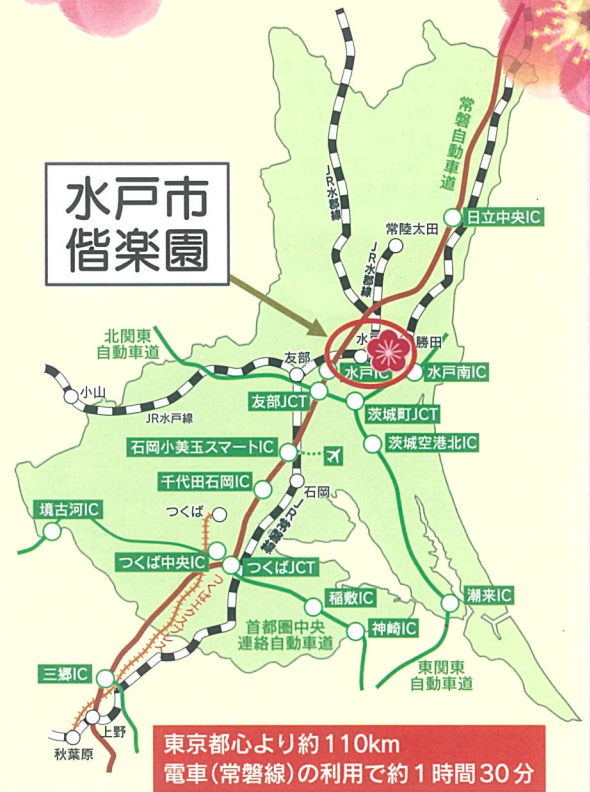 水戸市
偕楽園
常磐自動車道
JR水郡線
日立中央IC
常陸太田
JR水郡線
北関東
自動車道
勝田
友部
水戸IC
水戸南IC
小山
友部JCT
茨城町JCT
JR水戸線
石岡小美玉スマートIC
茨城空港北IC
千代田石岡IC
石岡
境古河IC
つくば
JR常磐線
つくば中央IC
つくばJCT
つくばエクスプレス
稲敷IC
潮来IC
首都圏中央
連絡自動車道
神崎IC
三郷IC
東関東
自動車道
上野
秋葉原
東京都心より約110km
電車(常磐線)の利用で約1時間30分